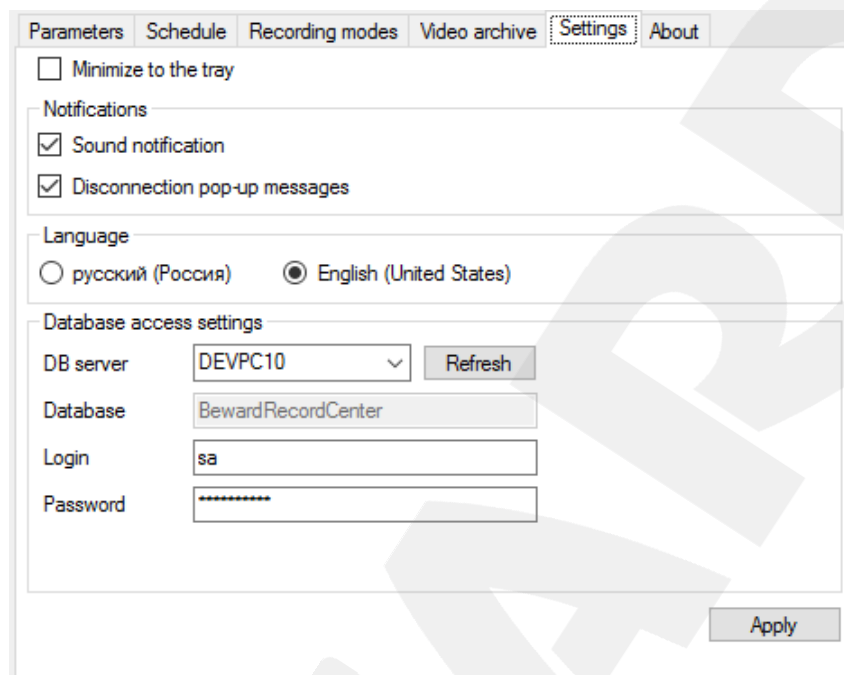 Parameters Schedule Recording modes Video archive Settings About
Minimize to the tray
Notifications
Sound notification
Disconnection pop-up messages
Language
русский (Россия) English (United States)
Database access settings
DB server DEVPC10 Refresh
Database BewardRecordCenter
Login sa
Password **********
Apply